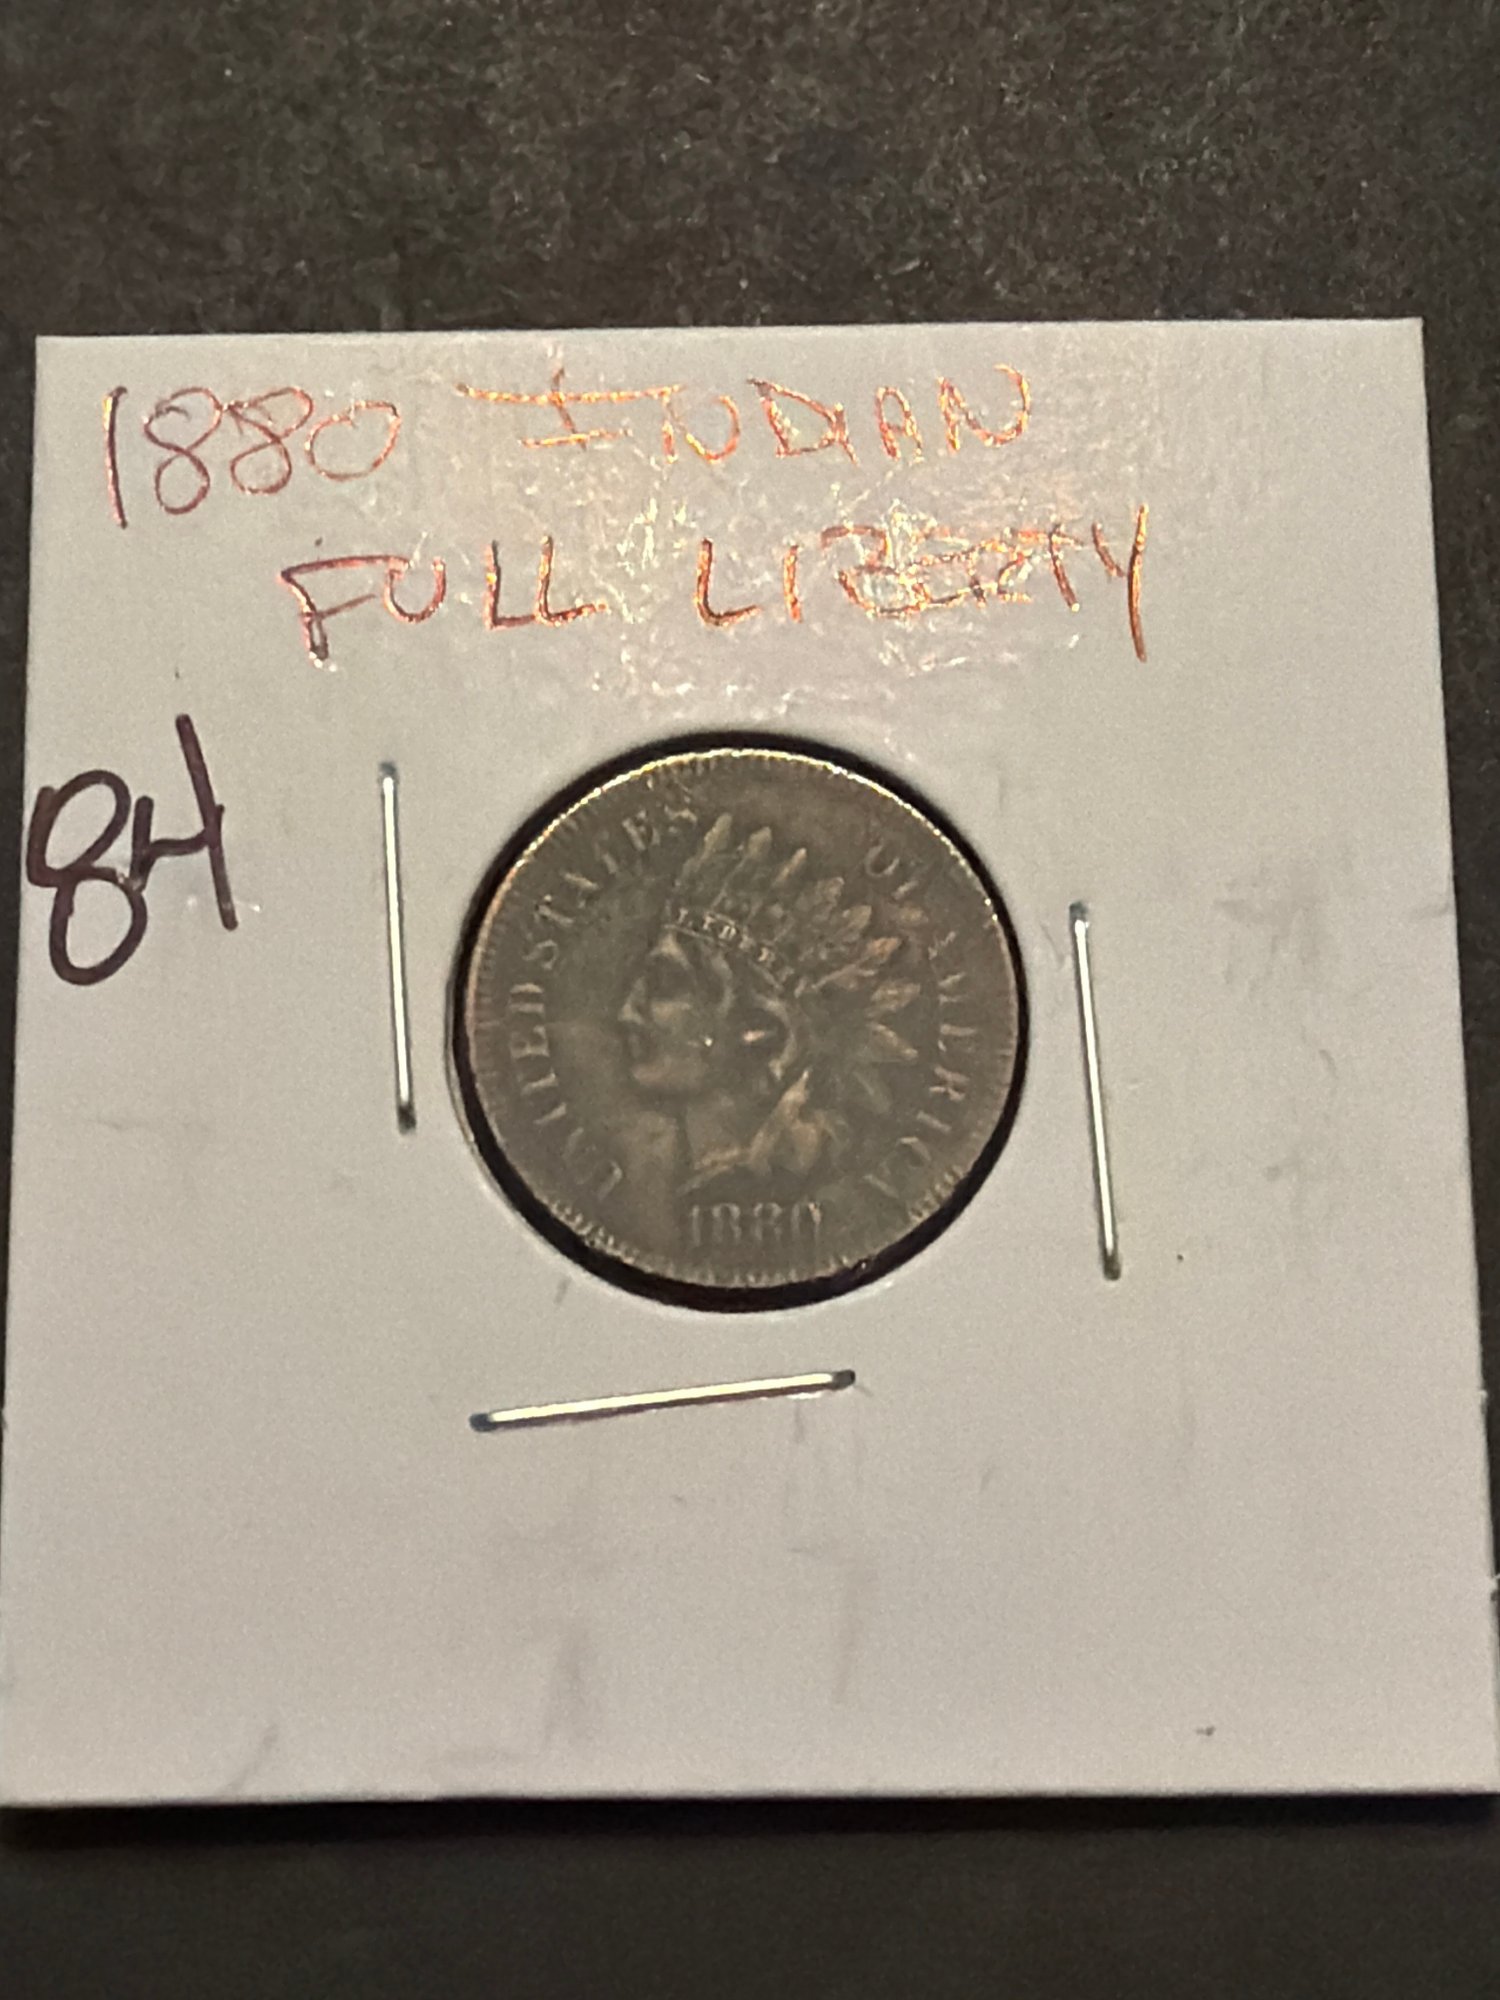 1880 INDIAN
FULL LIBERTY
84
UNITED STATES OF AMERICA
LIBERTY
1880